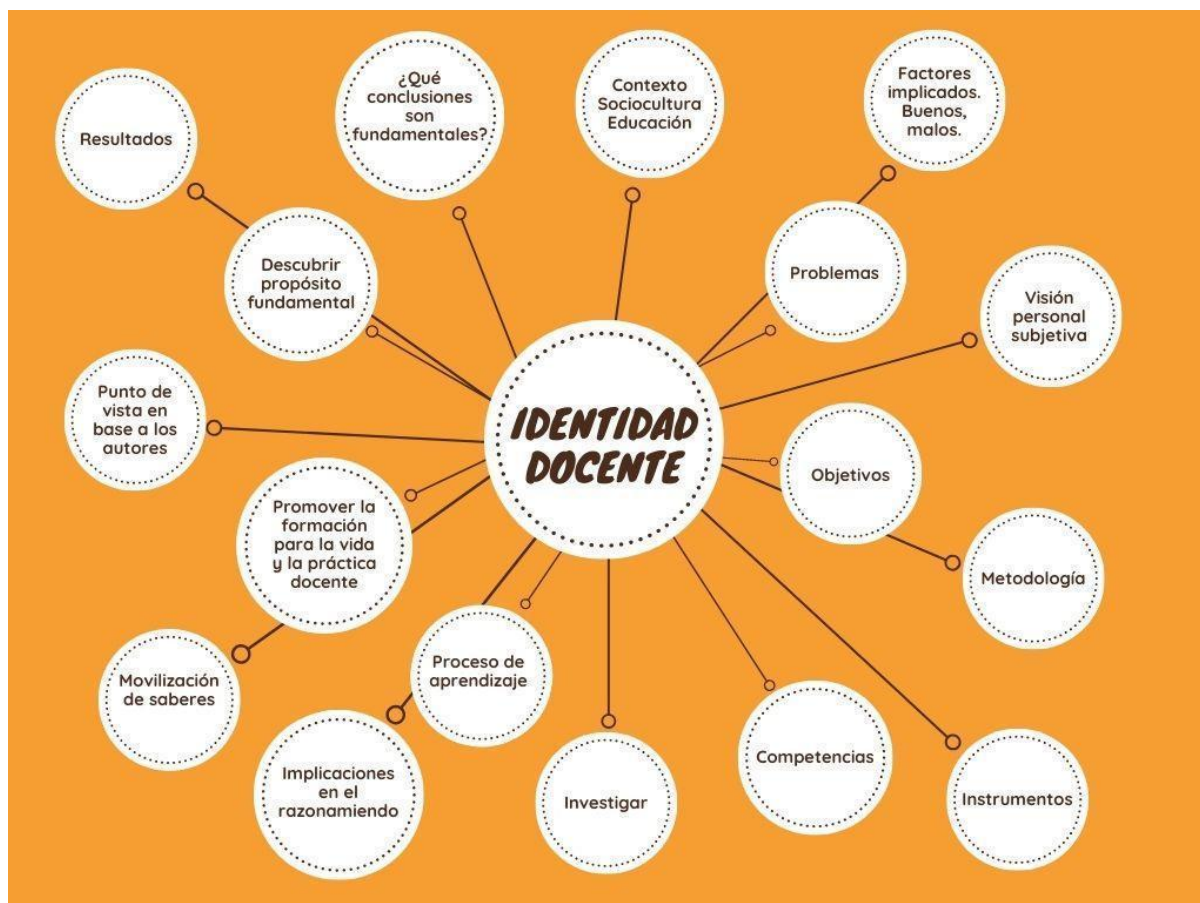 ¿Qué
conclusiones
son
fundamentales?
Contexto
Sociocultura
Educación
Factores
implicados.
Buenos,
malos.
Resultados
Descubrir
propósito
fundamental
Problemas
Visión
personal
subjetiva
Punto de
vista en
base a los
autores
IDENTIDAD
DOCENTE
Objetivos
Promover la
formación
para la vida
y la práctica
docente
Metodología
Movilización
de saberes
Proceso de
aprendizaje
Implicaciones
en el
razonamiendo
Investigar
Competencias
Instrumentos